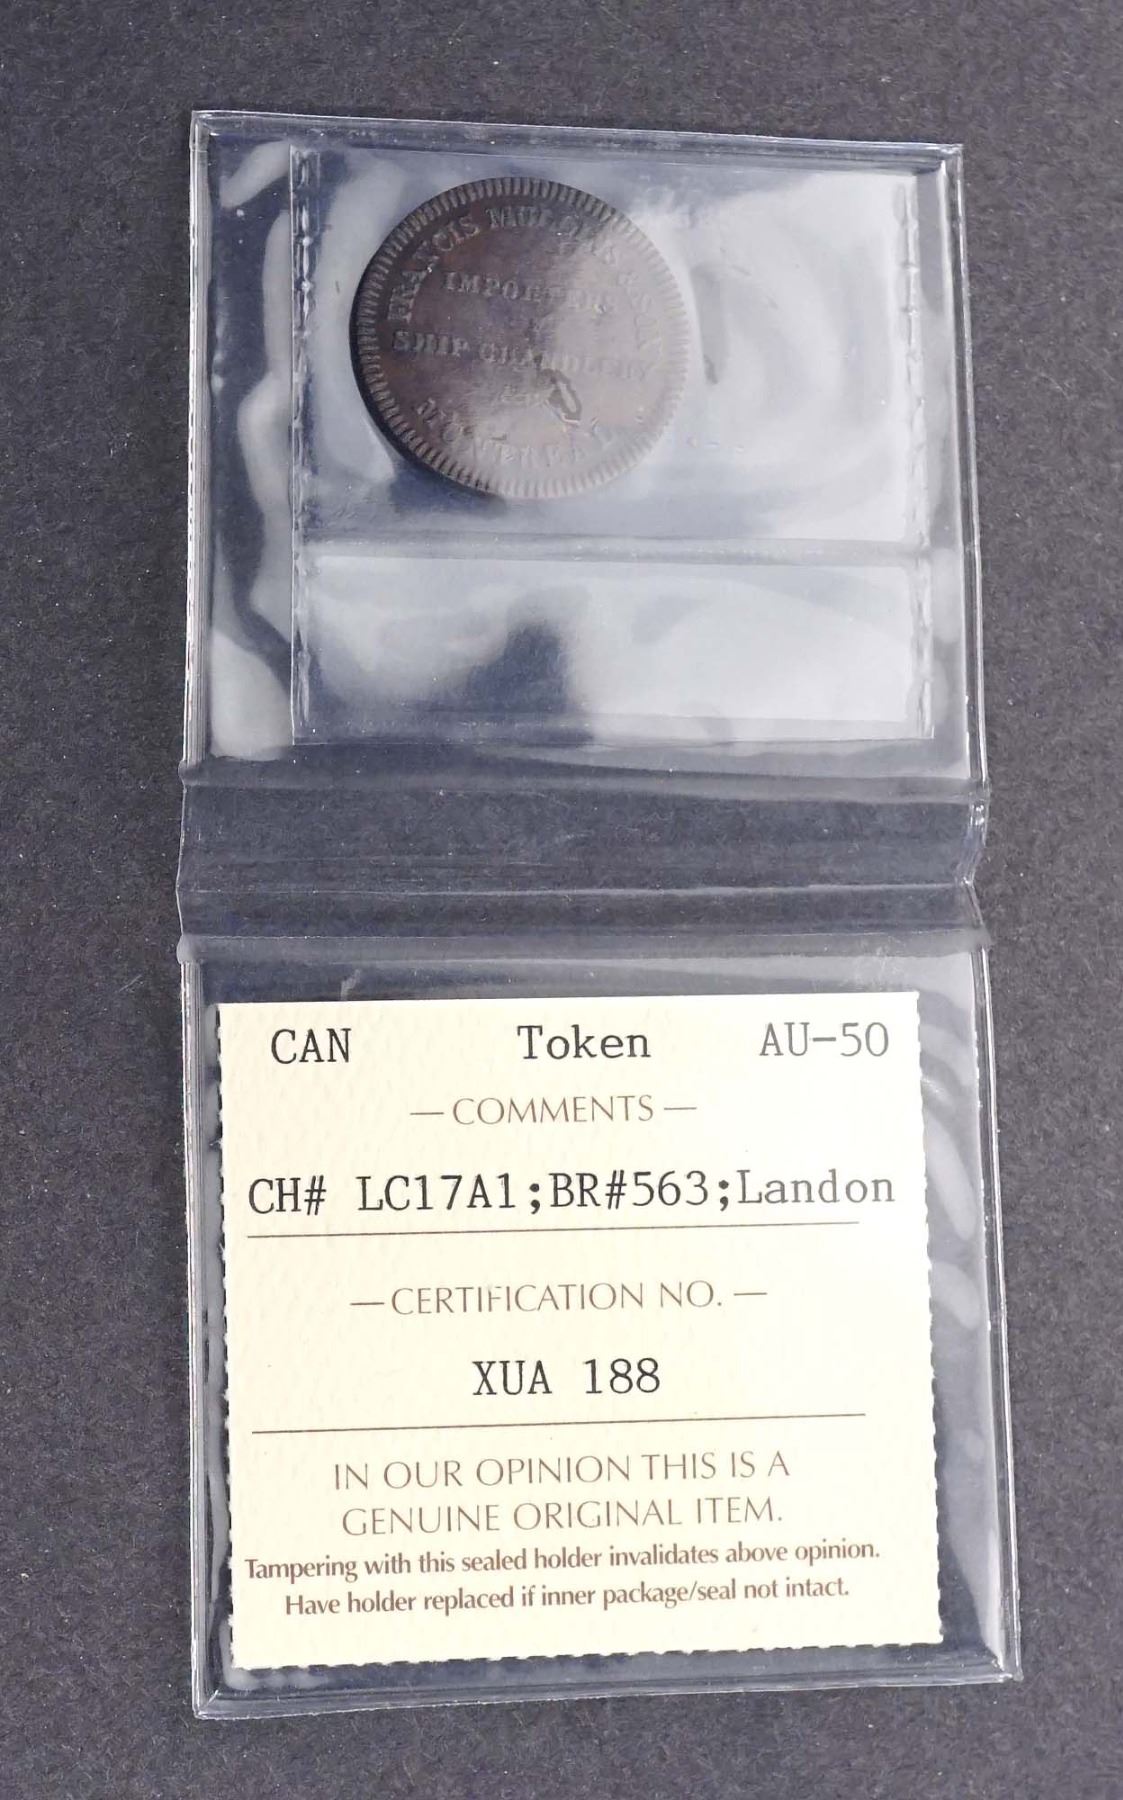 FRANCIS MULLINS & SON
IMPORTERS
SHIP CHANDLERY
MONTREAL
CAN Token AU-50
— COMMENTS —
CH# LC17A1;BR#563;Landon
— CERTIFICATION NO. —
XUA 188
IN OUR OPINION THIS IS A
GENUINE ORIGINAL ITEM.
Tampering with this sealed holder invalidates above opinion.
Have holder replaced if inner package/seal not intact.